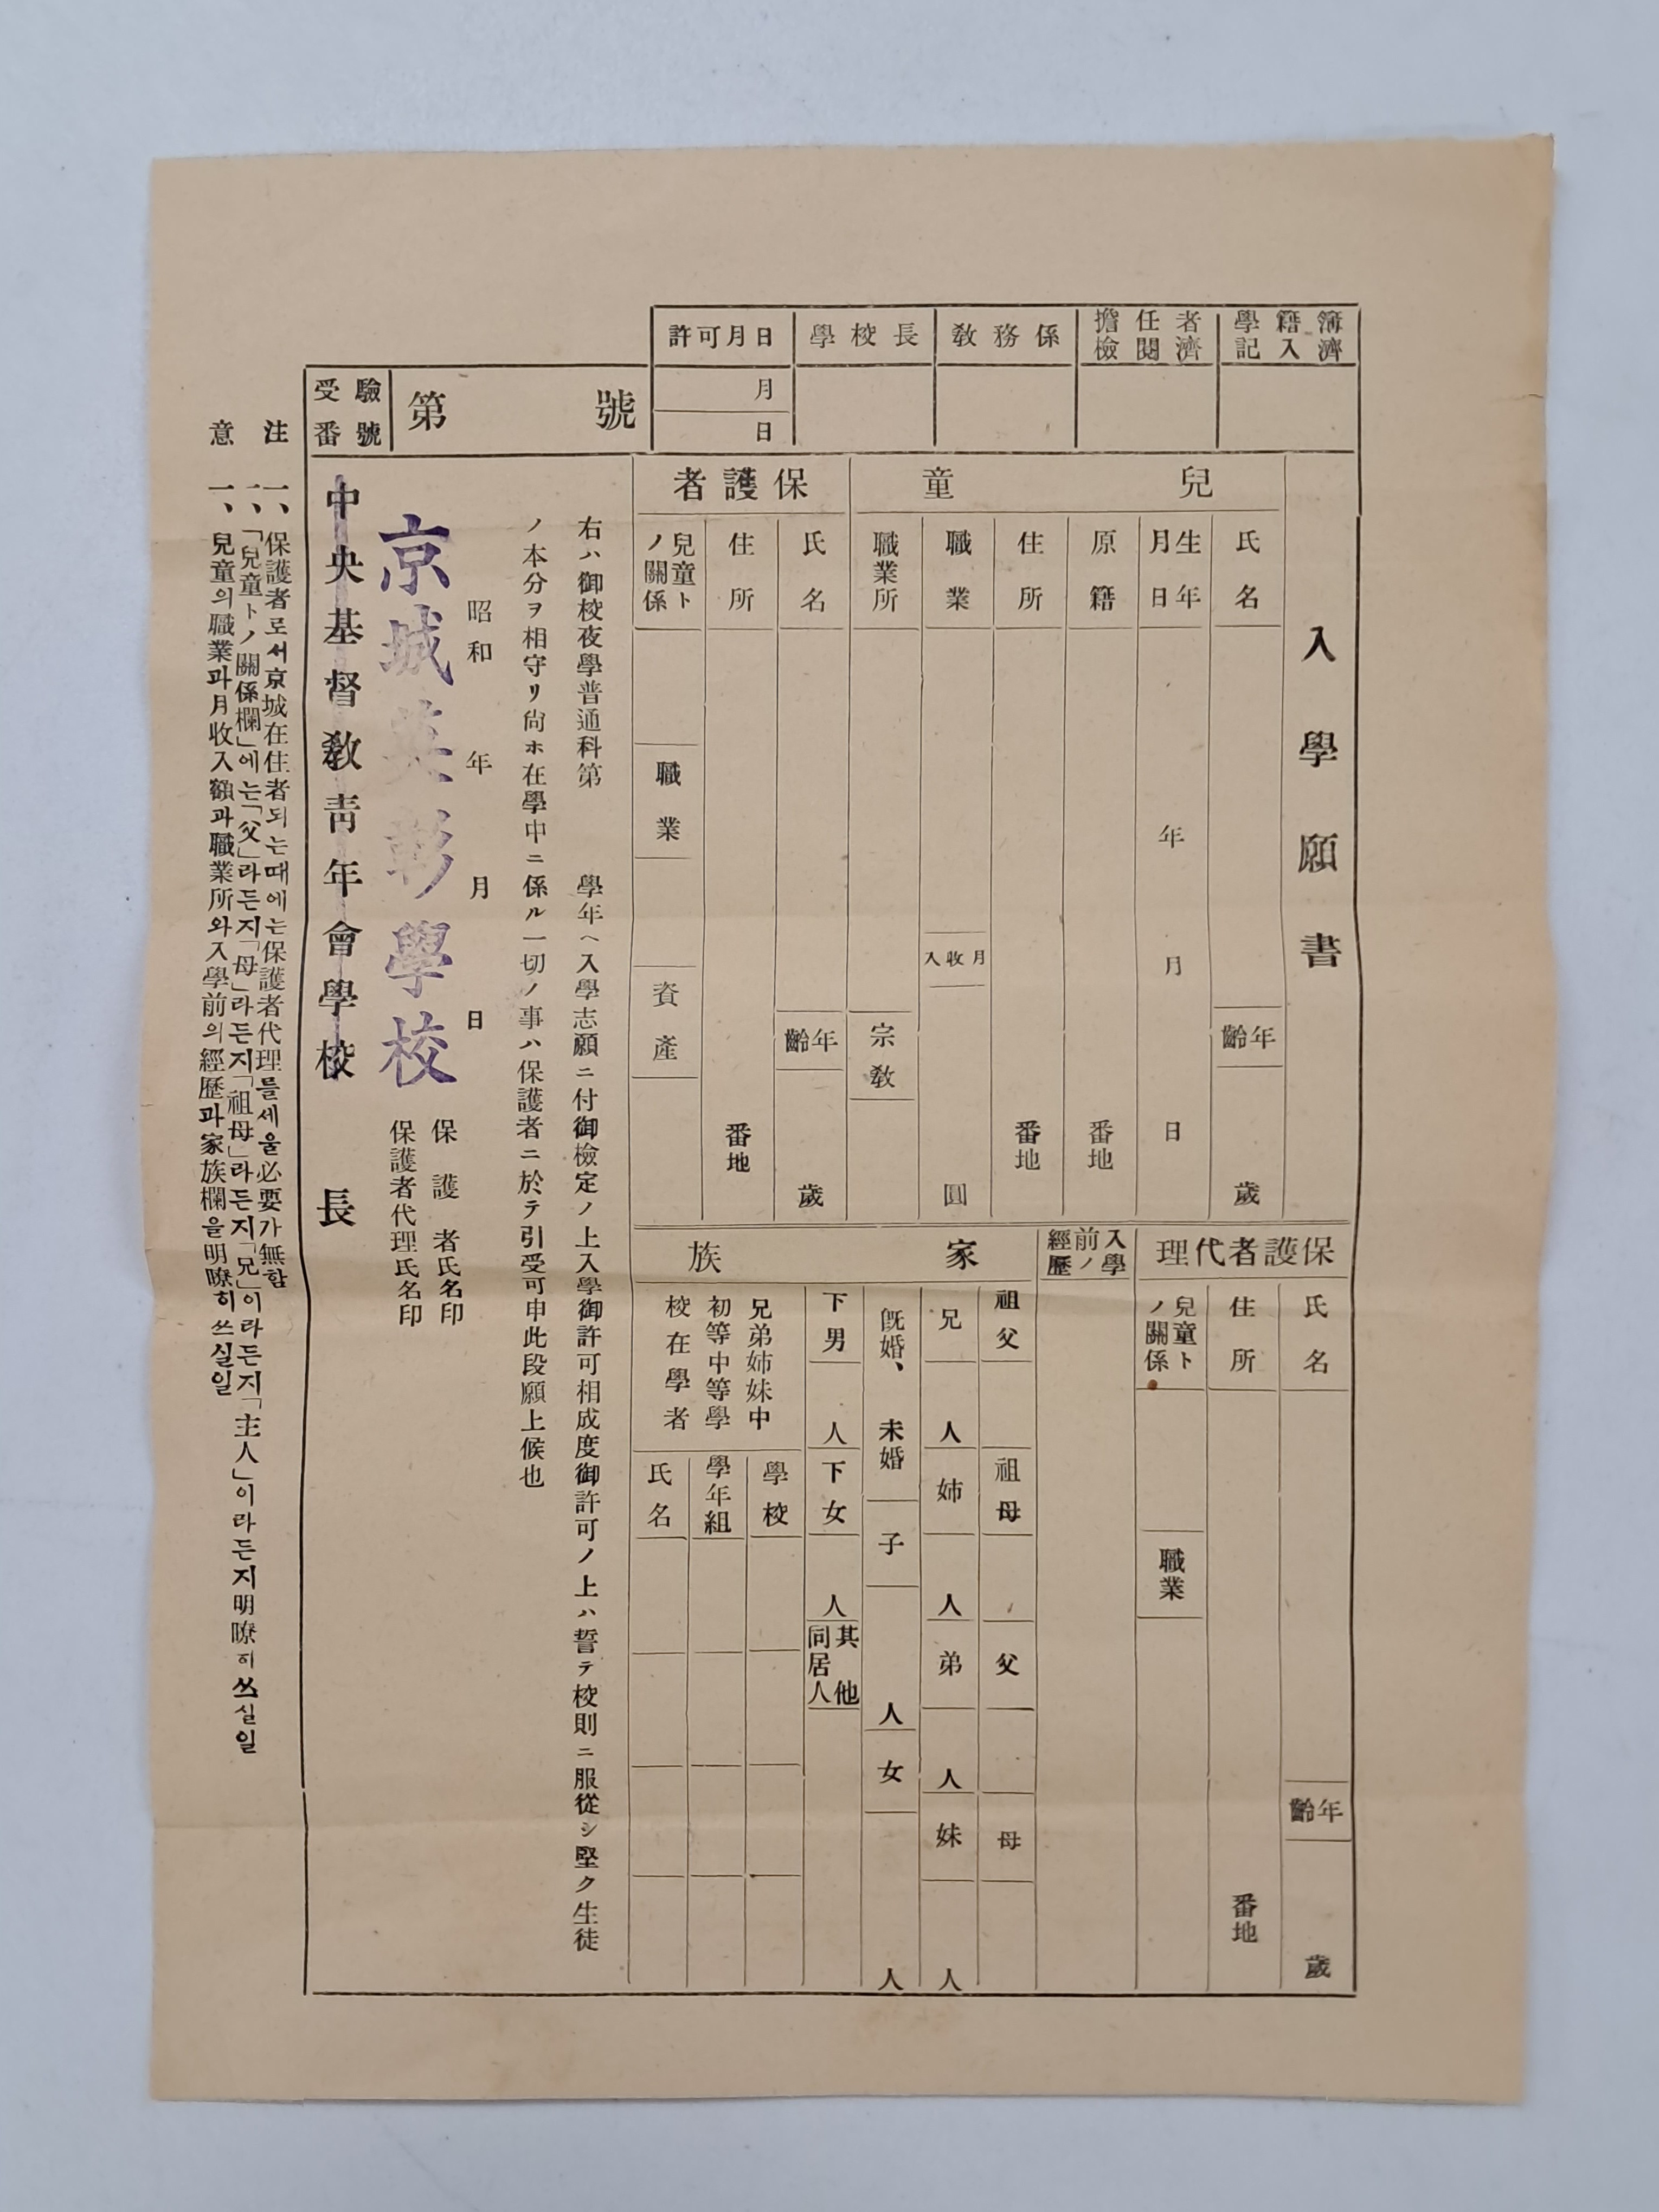 學籍簿
記入濟
擔任者
檢閲濟
敎務係
學校長
許可月日
月
日
受驗
番號
第 號
入學願書
兒童
氏名
年齡
歲
生年
月日
年 月 日
原籍
番地
住所
番地
職業
月收入
圓
職業所
宗敎
保護者
氏名
年齡
歲
住所
番地
兒童ト
ノ關係
職業
資產
保護者代理
氏名
年齡
歲
住所
番地
兒童ト
ノ關係
職業
入學
前ノ
經歷
家族
祖父
祖母
父
母
兄 人
姉 人
弟 人
妹 人
旣婚、未婚
子 人
女 人
下男 人
下女 人
其他
同居人
兄弟姉妹中
初等中等學
校在學者
學校
學年組
氏名
右ハ御校夜學普通科第 學年ヘ入學志願ニ付御檢定ノ上入學御許可相成度御許可ノ上ハ誓テ校則ニ服從シ堅ク生徒
ノ本分ヲ相守リ尙ホ在學中ニ係ル一切ノ事ハ保護者ニ於テ引受可申此段願上候也
昭和 年 月 日
保護者氏名印
保護者代理氏名印
京城英彰學校
中央基督敎靑年會學校長
注意
一、保護者로서京城在住者되는때에는保護者代理를세울必要가無함
一、「兒童トノ關係欄」에는「父」라든지「母」라든지「祖母」라든지「兄」이라든지「主人」이라든지明瞭히쓰실일
一、兒童의職業과月收入額과職業所와入學前의經歷과家族欄을明瞭히쓰실일